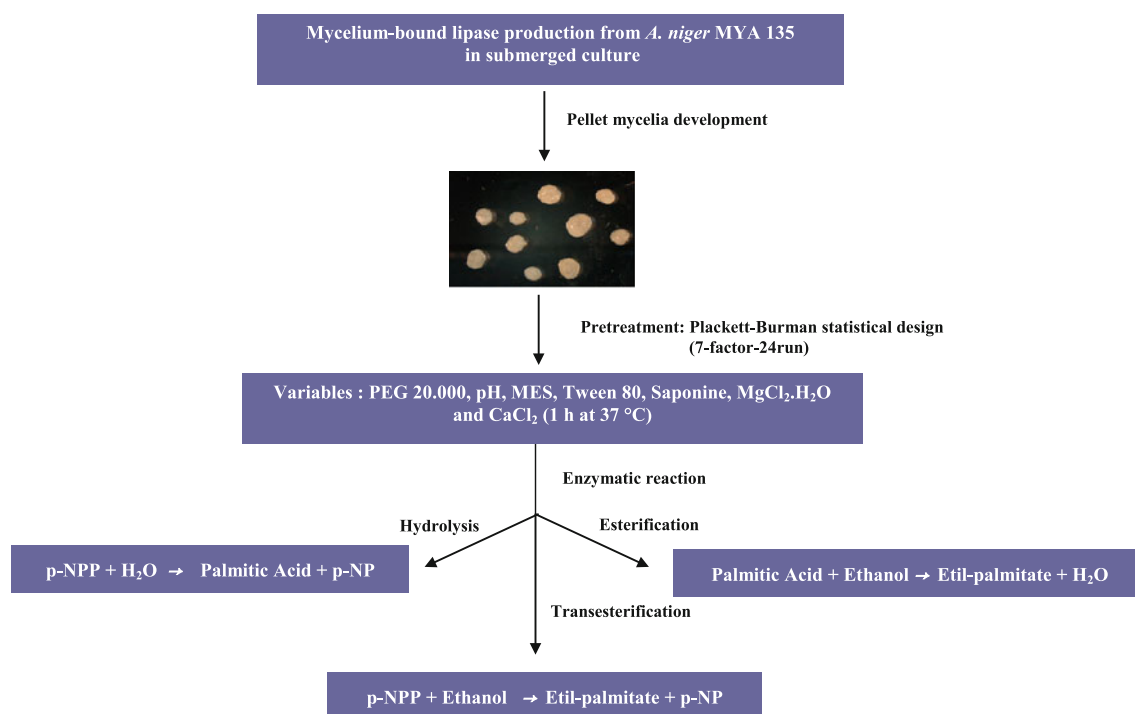 Mycelium-bound lipase production from A. niger MYA 135
in submerged culture
Pellet mycelia development
Pretreatment: Plackett-Burman statistical design
(7-factor-24run)
Variables : PEG 20.000, pH, MES, Tween 80, Saponine, MgCl₂.H₂O
and CaCl₂ (1 h at 37 °C)
Enzymatic reaction
Hydrolysis
Esterification
p-NPP + H₂O → Palmitic Acid + p-NP
Palmitic Acid + Ethanol → Etil-palmitate + H₂O
Transesterification
p-NPP + Ethanol → Etil-palmitate + p-NP